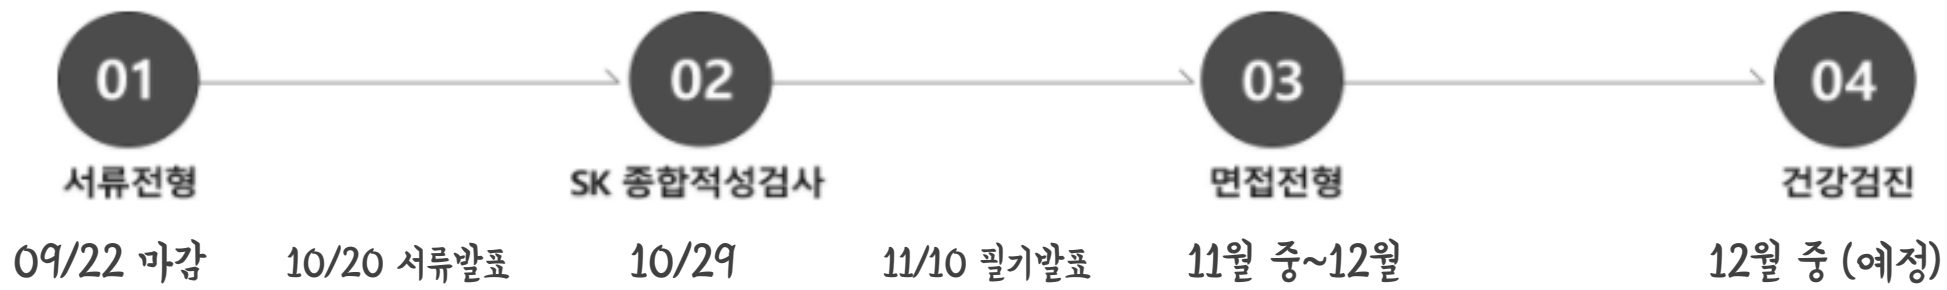 01 02 03 04
서류전형 SK 종합적성검사 면접전형 건강검진
09/22 마감 10/20 서류발표 10/29 11/10 필기발표 11월 중~12월 12월 중 (예정)